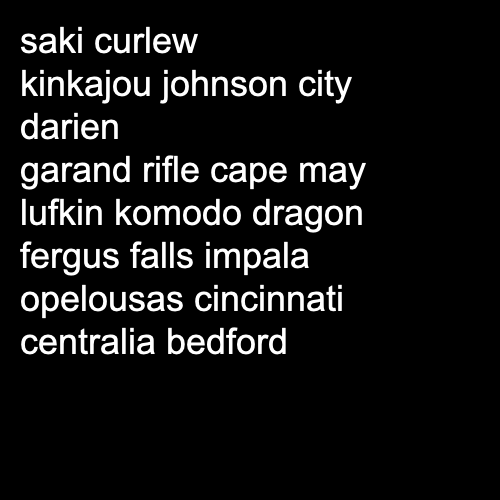 saki curlew
kinkajou johnson city
darien
garand rifle cape may
lufkin komodo dragon
fergus falls impala
opelousas cincinnati
centralia bedford